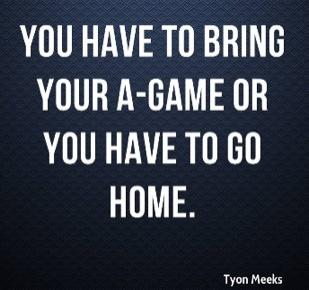 YOU HAVE TO BRING
YOUR A-GAME OR
YOU HAVE TO GO
HOME.
Tyon Meeks